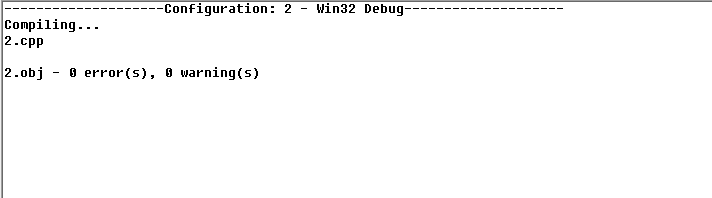 --------------------Configuration: 2 - Win32 Debug--------------------
Compiling...
2.cpp
2.obj - 0 error(s), 0 warning(s)